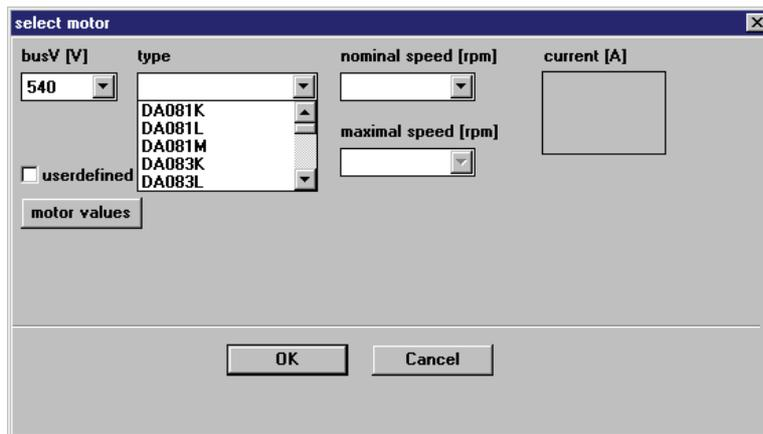 select motor
busV [V]
type
nominal speed [rpm]
current [A]
540
DA081K
DA081L
DA081M
DA083K
DA083L
maximal speed [rpm]
userdefined
motor values
OK
Cancel